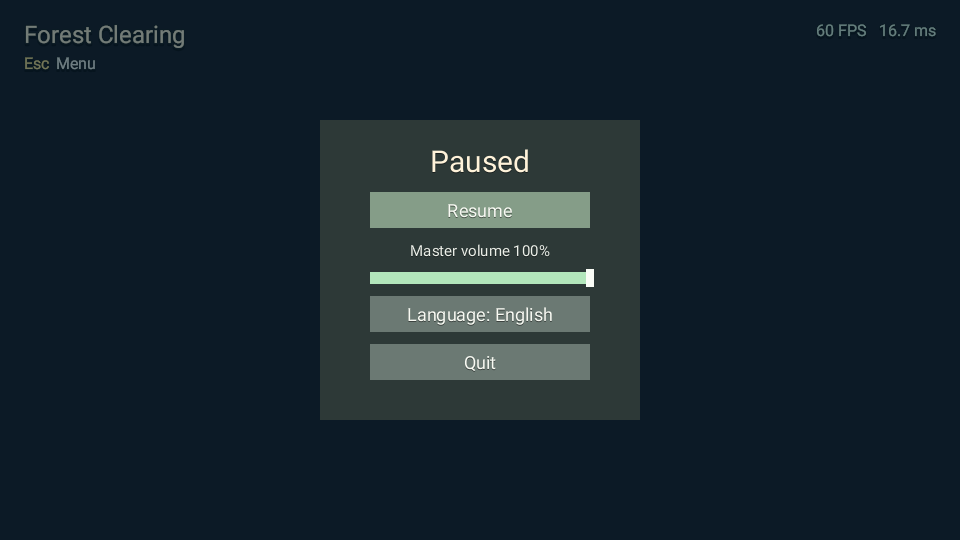 Forest Clearing
60 FPS 16.7 ms
Esc Menu
Paused
Resume
Master volume 100%
Language: English
Quit